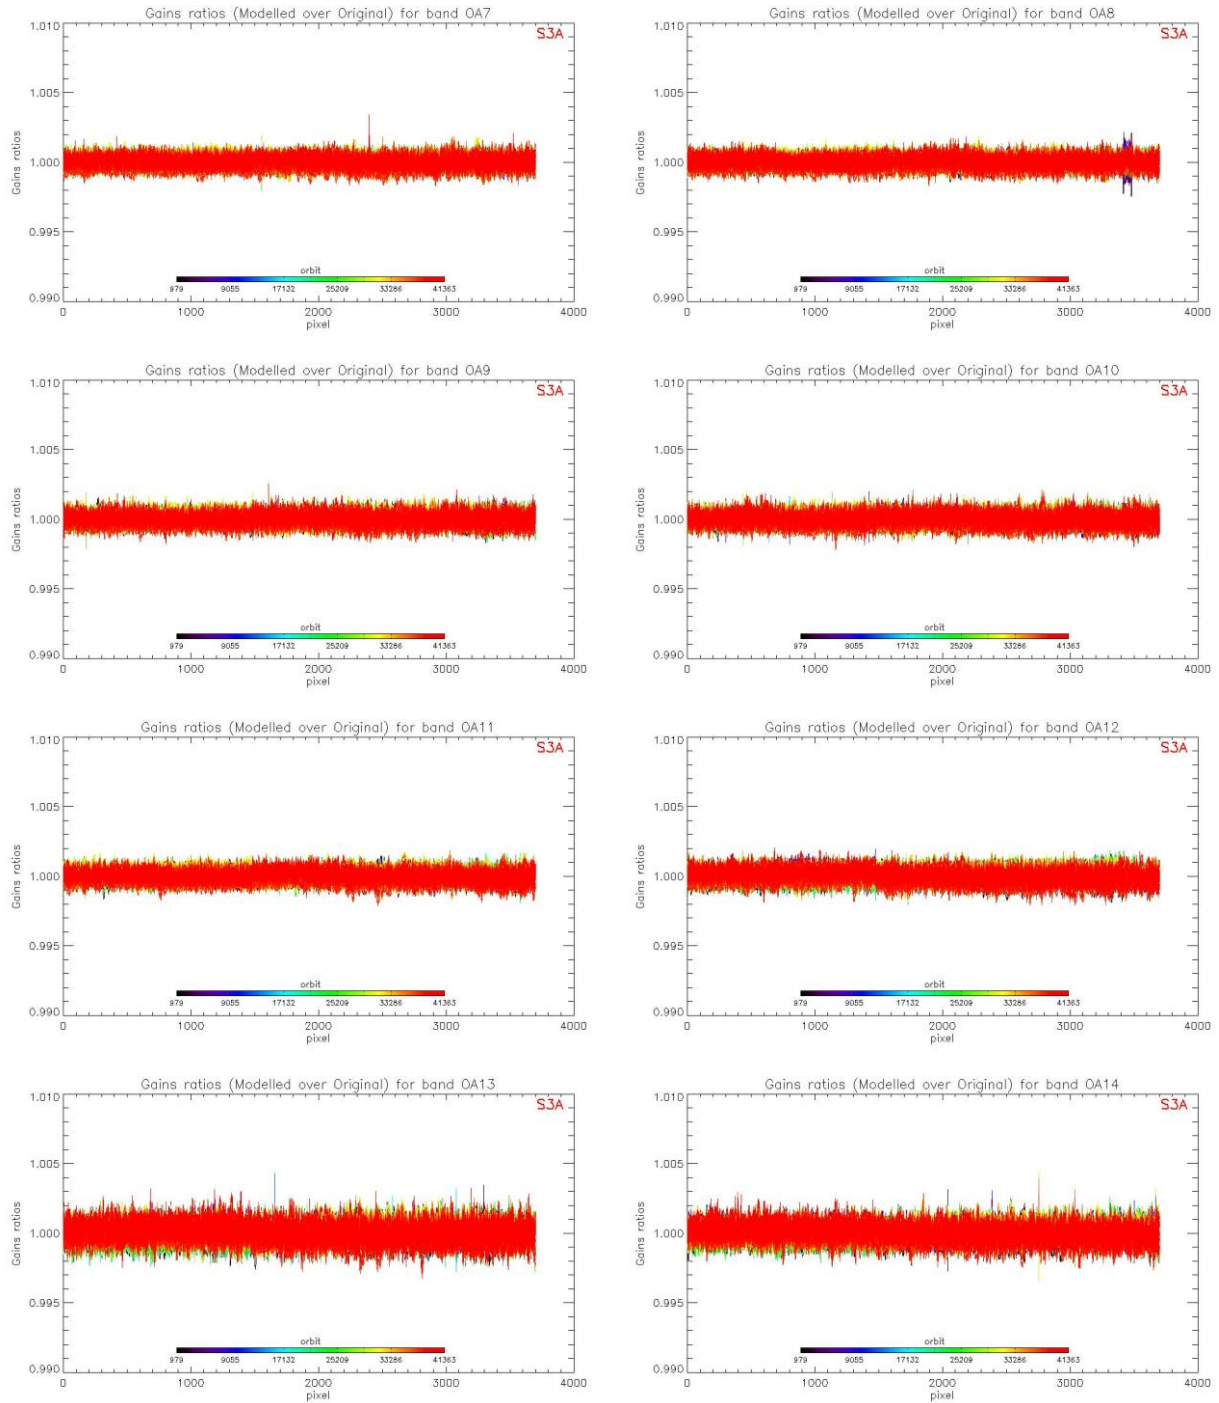 Gains ratios (Modelled over Original) for band OA7
S3A
1.010
1.005
1.000
0.995
0.990
Gains ratios
orbit
979 9055 17132 25209 33286 41363
0 1000 2000 3000 4000
pixel
Gains ratios (Modelled over Original) for band OA8
S3A
1.010
1.005
1.000
0.995
0.990
Gains ratios
orbit
979 9055 17132 25209 33286 41363
0 1000 2000 3000 4000
pixel
Gains ratios (Modelled over Original) for band OA9
S3A
1.010
1.005
1.000
0.995
0.990
Gains ratios
orbit
979 9055 17132 25209 33286 41363
0 1000 2000 3000 4000
pixel
Gains ratios (Modelled over Original) for band OA10
S3A
1.010
1.005
1.000
0.995
0.990
Gains ratios
orbit
979 9055 17132 25209 33286 41363
0 1000 2000 3000 4000
pixel
Gains ratios (Modelled over Original) for band OA11
S3A
1.010
1.005
1.000
0.995
0.990
Gains ratios
orbit
979 9055 17132 25209 33286 41363
0 1000 2000 3000 4000
pixel
Gains ratios (Modelled over Original) for band OA12
S3A
1.010
1.005
1.000
0.995
0.990
Gains ratios
orbit
979 9055 17132 25209 33286 41363
0 1000 2000 3000 4000
pixel
Gains ratios (Modelled over Original) for band OA13
S3A
1.010
1.005
1.000
0.995
0.990
Gains ratios
orbit
979 9055 17132 25209 33286 41363
0 1000 2000 3000 4000
pixel
Gains ratios (Modelled over Original) for band OA14
S3A
1.010
1.005
1.000
0.995
0.990
Gains ratios
orbit
979 9055 17132 25209 33286 41363
0 1000 2000 3000 4000
pixel